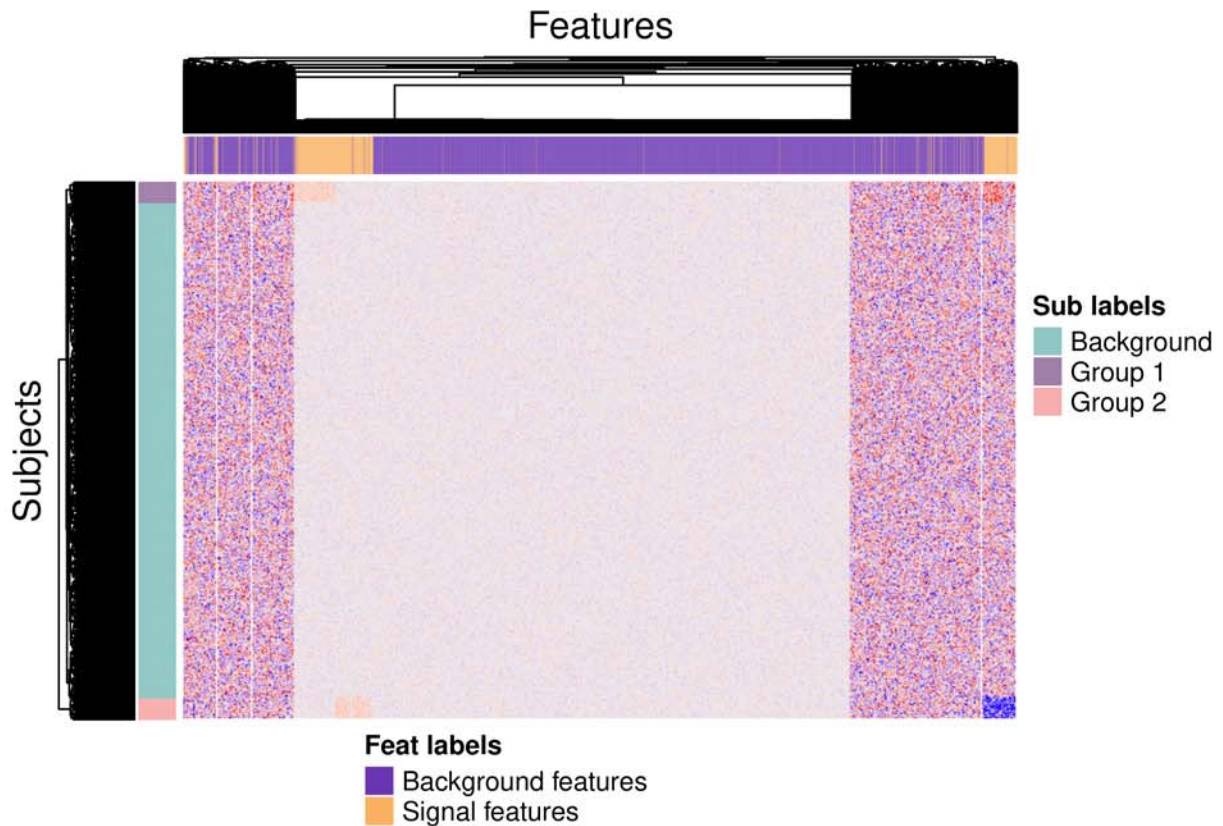 Features
Subjects
Sub labels
Background
Group 1
Group 2
Feat labels
Background features
Signal features